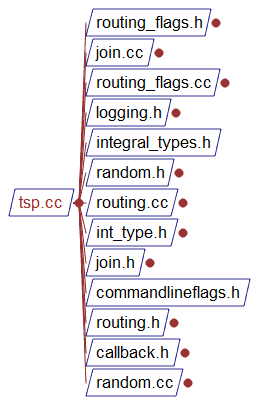 routing_flags.h
join.cc
routing_flags.cc
logging.h
integral_types.h
random.h
tsp.cc
routing.cc
int_type.h
join.h
commandlineflags.h
routing.h
callback.h
random.cc